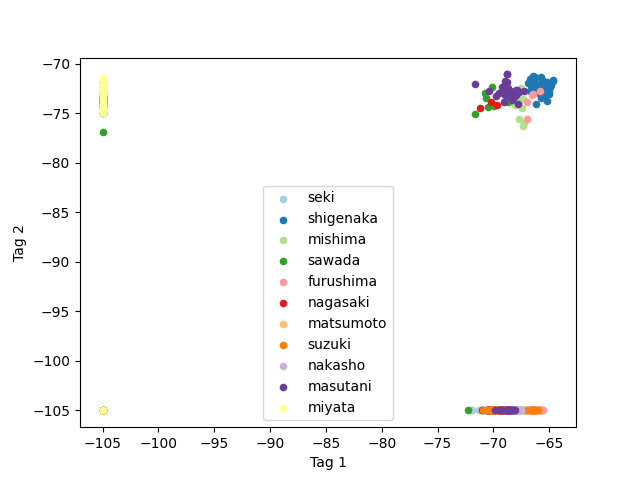 −70
−75
−80
−85
−90
−95
−100
−105
Tag 2
seki
shigenaka
mishima
sawada
furushima
nagasaki
matsumoto
suzuki
nakasho
masutani
miyata
−105 −100 −95 −90 −85 −80 −75 −70 −65
Tag 1